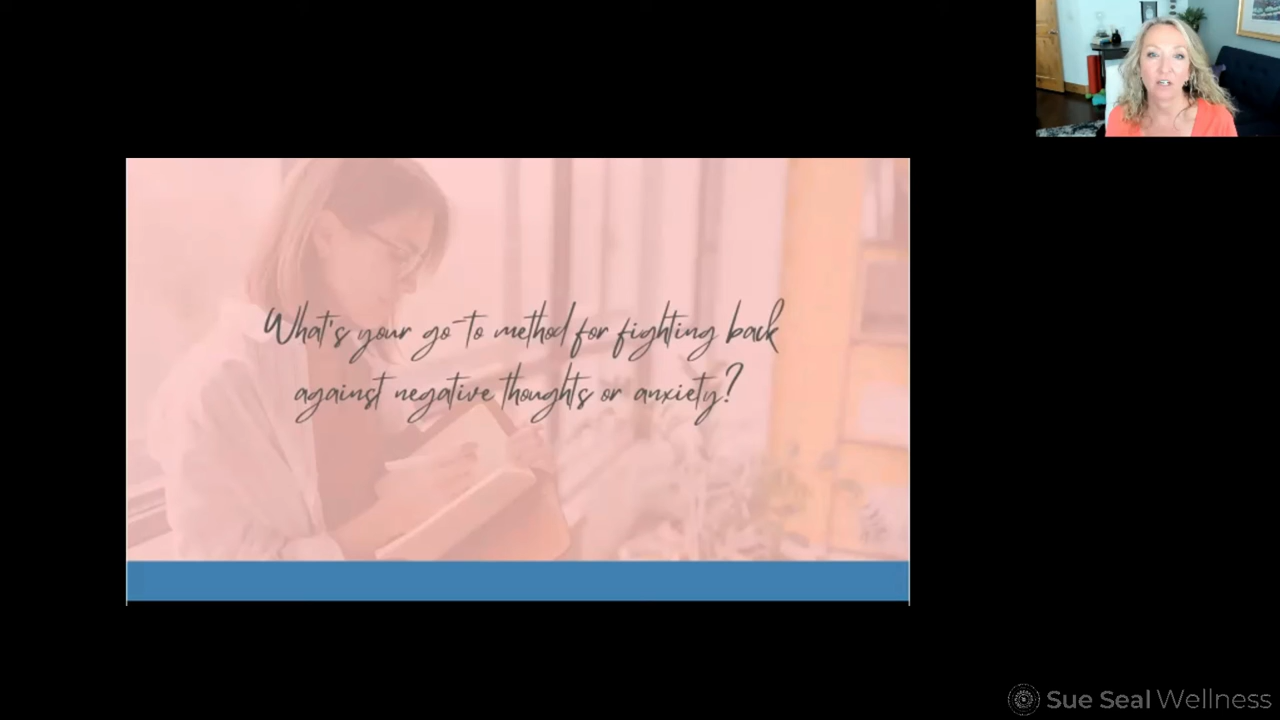 What's your go-to method for fighting back
against negative thoughts or anxiety?
Sue Seal Wellness